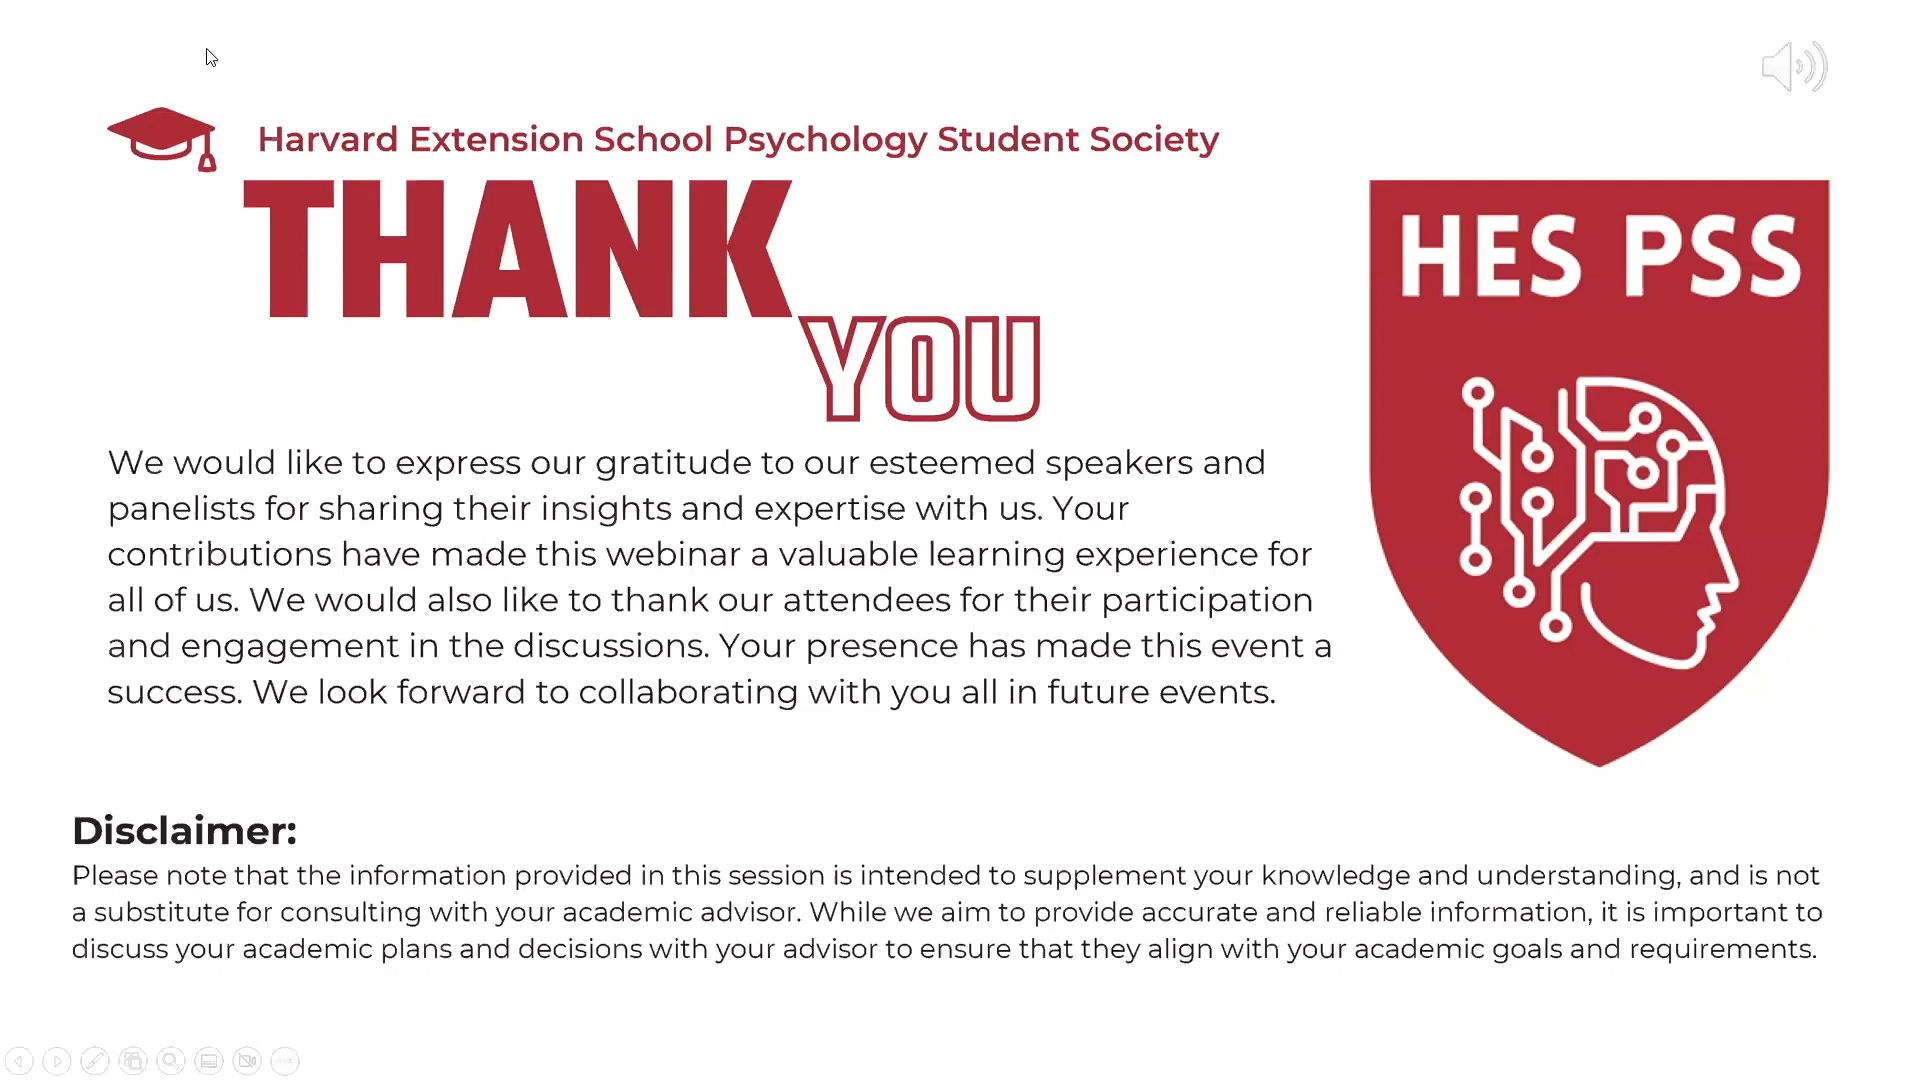 Harvard Extension School Psychology Student Society
THANK
YOU
HES PSS
We would like to express our gratitude to our esteemed speakers and
panelists for sharing their insights and expertise with us. Your
contributions have made this webinar a valuable learning experience for
all of us. We would also like to thank our attendees for their participation
and engagement in the discussions. Your presence has made this event a
success. We look forward to collaborating with you all in future events.
Disclaimer:
Please note that the information provided in this session is intended to supplement your knowledge and understanding, and is not
a substitute for consulting with your academic advisor. While we aim to provide accurate and reliable information, it is important to
discuss your academic plans and decisions with your advisor to ensure that they align with your academic goals and requirements.